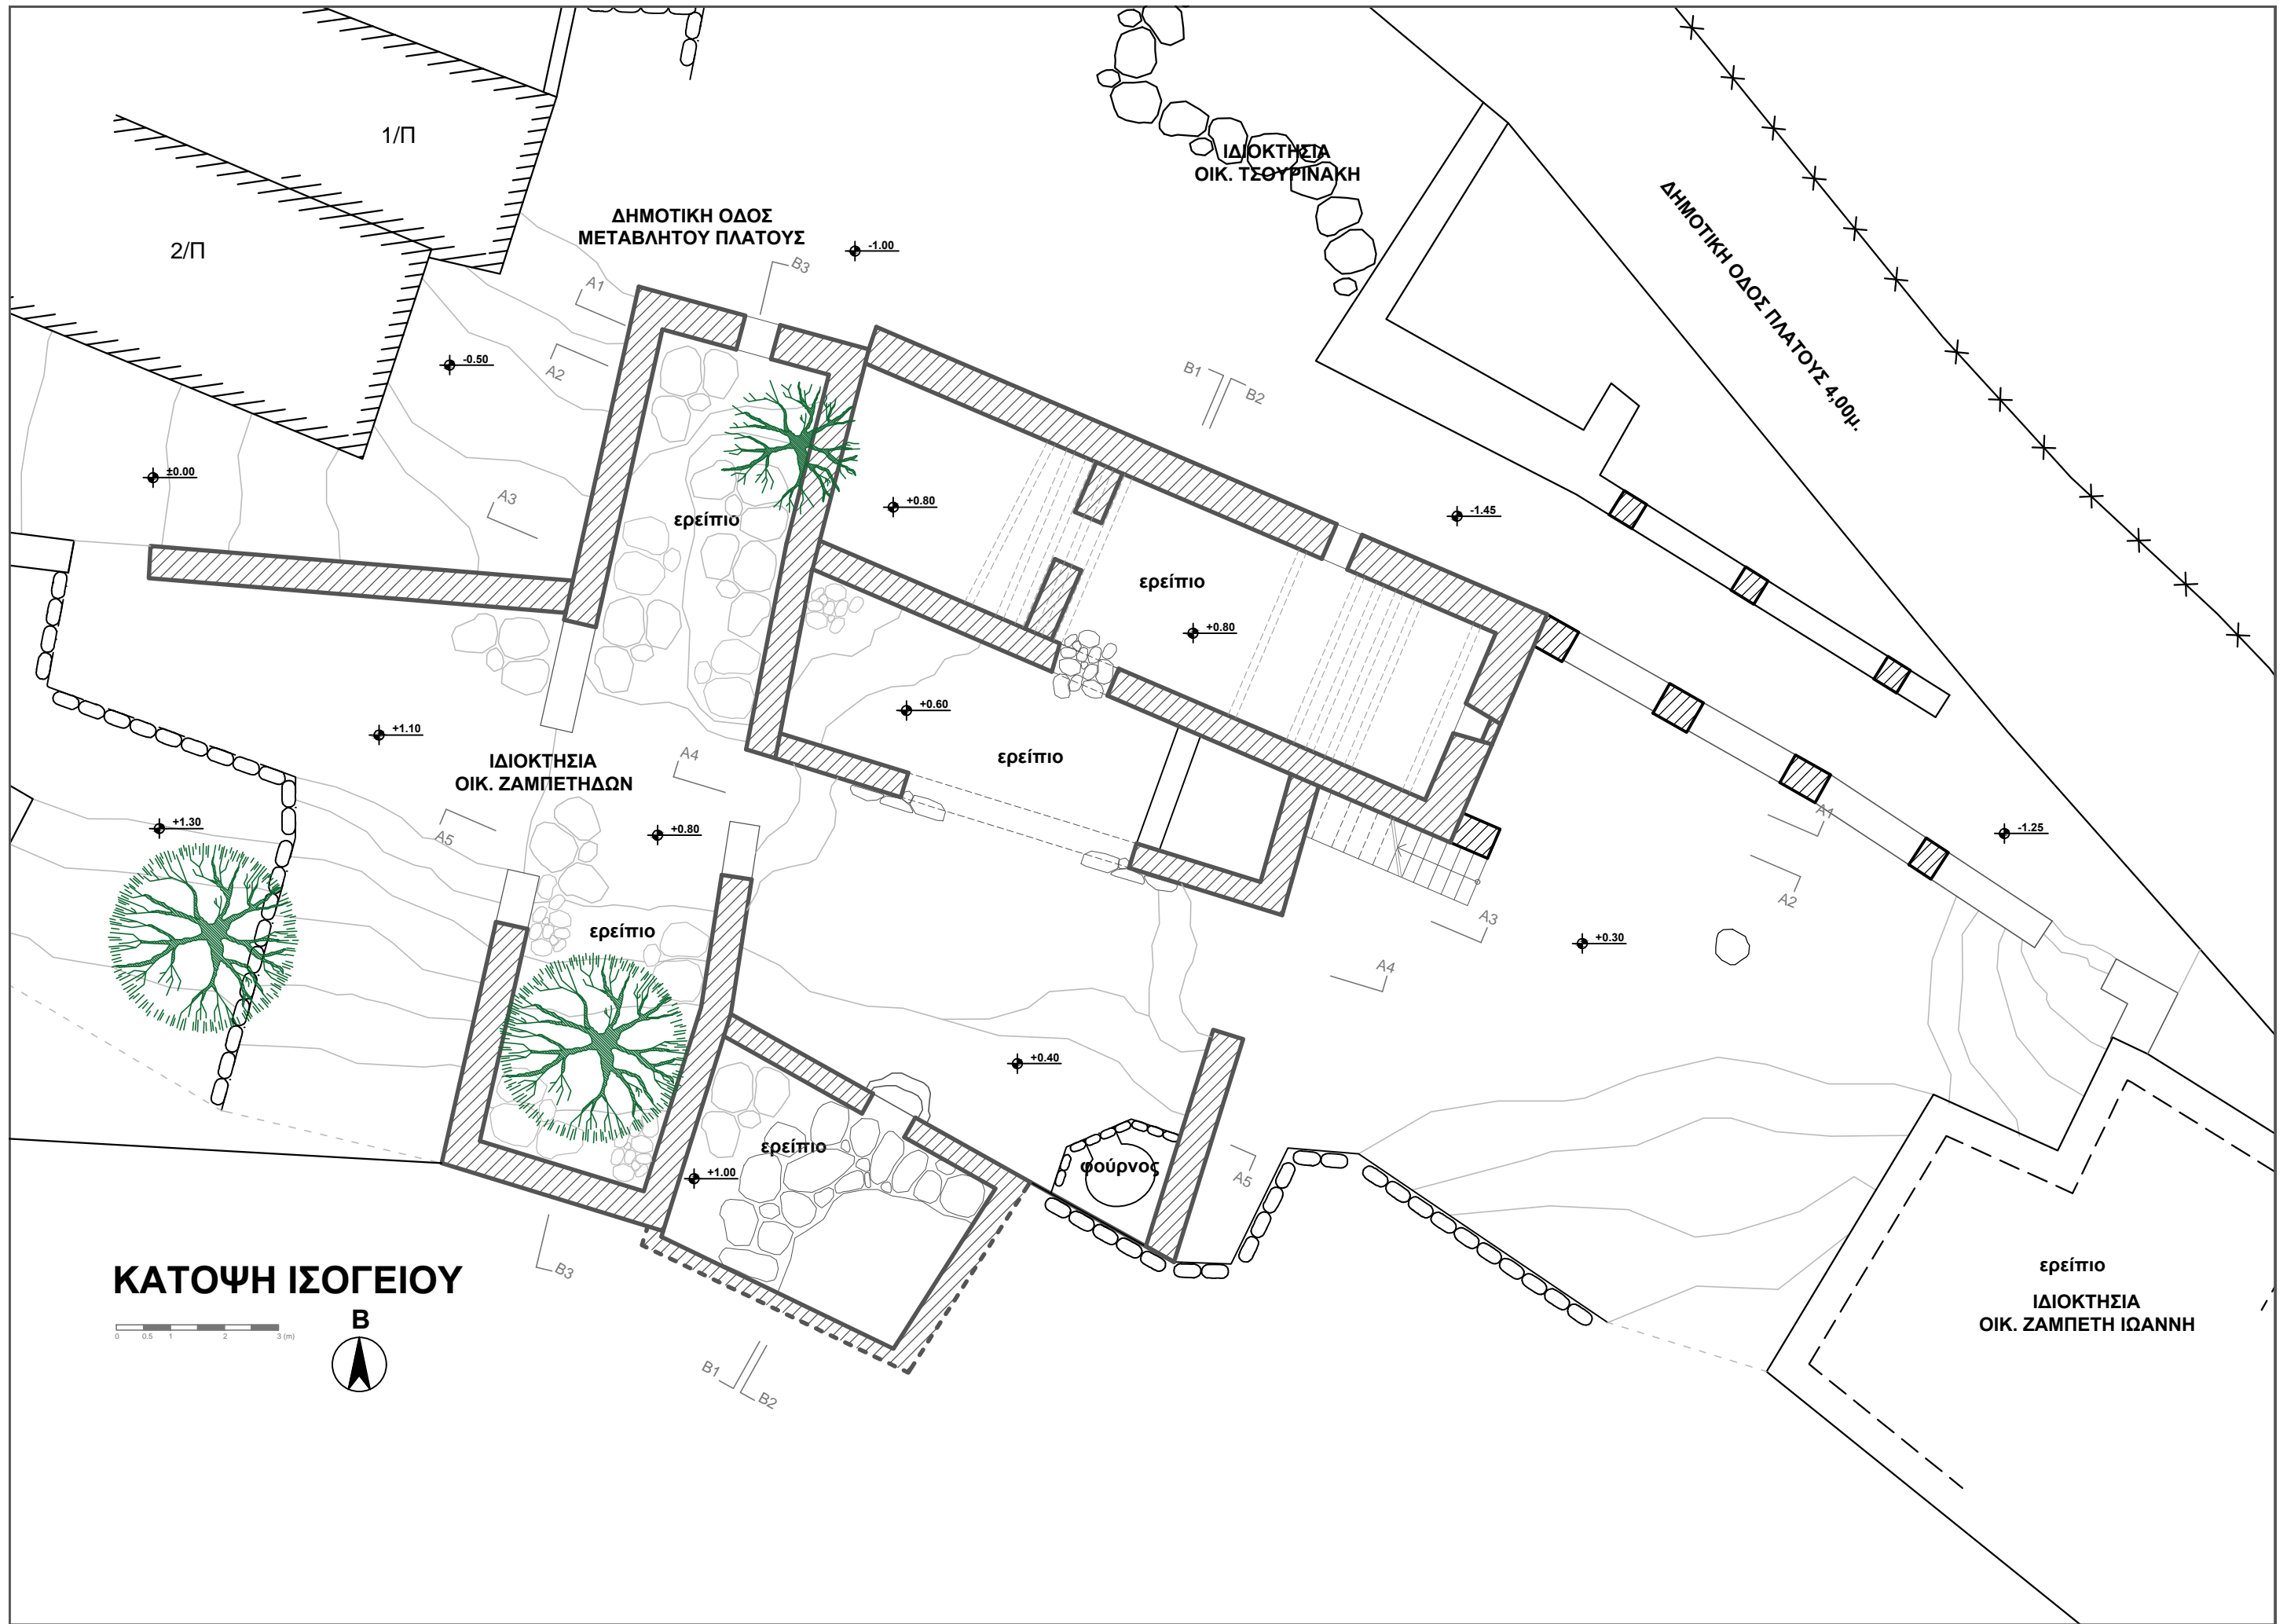 1/Π
2/Π
ΔΗΜΟΤΙΚΗ ΟΔΟΣ
ΜΕΤΑΒΛΗΤΟΥ ΠΛΑΤΟΥΣ
ΙΔΙΟΚΤΗΣΙΑ
ΟΙΚ. ΤΣΟΥΡΙΝΑΚΗ
ΔΗΜΟΤΙΚΗ ΟΔΟΣ ΠΛΑΤΟΥΣ 4,00μ.
-1.00
B3
A1
-0.50
A2
B1
B2
±0.00
A3
ερείπιο
+0.80
-1.45
ερείπιο
+0.80
+0.60
+1.10
ΙΔΙΟΚΤΗΣΙΑ
ΟΙΚ. ΖΑΜΠΕΤΗΔΩΝ
A4
ερείπιο
+1.30
A5
+0.80
A1
-1.25
A2
A3
ερείπιο
+0.30
A4
+0.40
ερείπιο
+1.00
φούρνος
A5
B3
ΚΑΤΟΨΗ ΙΣΟΓΕΙΟΥ
Β
0 0.5 1 2 3 (m)
B1
B2
ερείπιο
ΙΔΙΟΚΤΗΣΙΑ
ΟΙΚ. ΖΑΜΠΕΤΗ ΙΩΑΝΝΗ